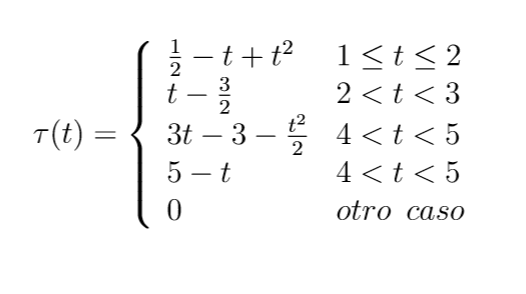 τ(t) = { 1/2 − t + t² 1 ≤ t ≤ 2
t − 3/2 2 < t < 3
3t − 3 − t²/2 4 < t < 5
5 − t 4 < t < 5
0 otro caso